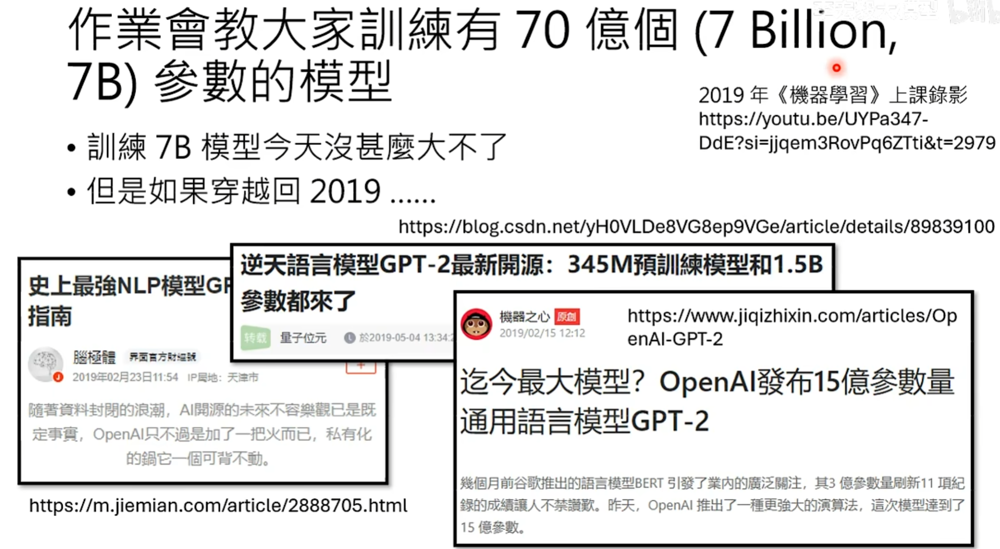 作業會教大家訓練有 70 億個 (7 Billion,
7B) 參數的模型
2019 年《機器學習》上課錄影
https://youtu.be/UYPa347-
DdE?si=jjqem3RovPq6ZTti&t=2979
• 訓練 7B 模型今天沒甚麼大不了
• 但是如果穿越回 2019 ......
https://blog.csdn.net/yH0VLDe8VG8ep9VGe/article/details/89839100
史上最強NLP模型GP
指南
腦極體 界面官方財經號
2019年02月23日11:54 IP属地：天津市
隨著資料封閉的浪潮，AI開源的未來不容樂觀已是既
定事實，OpenAI只不過是加了一把火而已，私有化
的鍋它一個可背不動。
https://m.jiemian.com/article/2888705.html
逆天語言模型GPT-2最新開源：345M預訓練模型和1.5B
參數都來了
转载 量子位元 於2019-05-04 13:34:2
機器之心 原創
2019/02/15 12:12
https://www.jiqizhixin.com/articles/Op
enAI-GPT-2
迄今最大模型？OpenAI發布15億參數量
通用語言模型GPT-2
幾個月前谷歌推出的語言模型BERT 引發了業內的廣泛關注，其3 億參數量刷新11 項紀
錄的成績讓人不禁讚歎。昨天，OpenAI 推出了一種更強大的演算法，這次模型達到了
15 億參數。